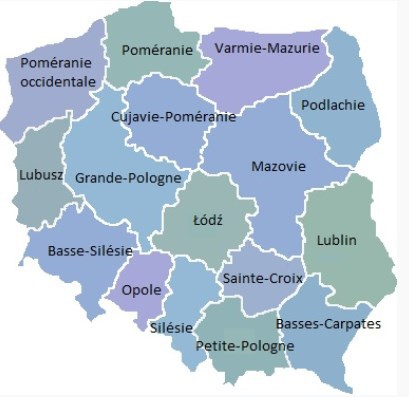 Poméranie
occidentale
Poméranie
Varmie-Mazurie
Podlachie
Cujavie-Poméranie
Lubusz
Grande-Pologne
Mazovie
Łódź
Lublin
Basse-Silésie
Opole
Silésie
Sainte-Croix
Petite-Pologne
Basses-Carpates